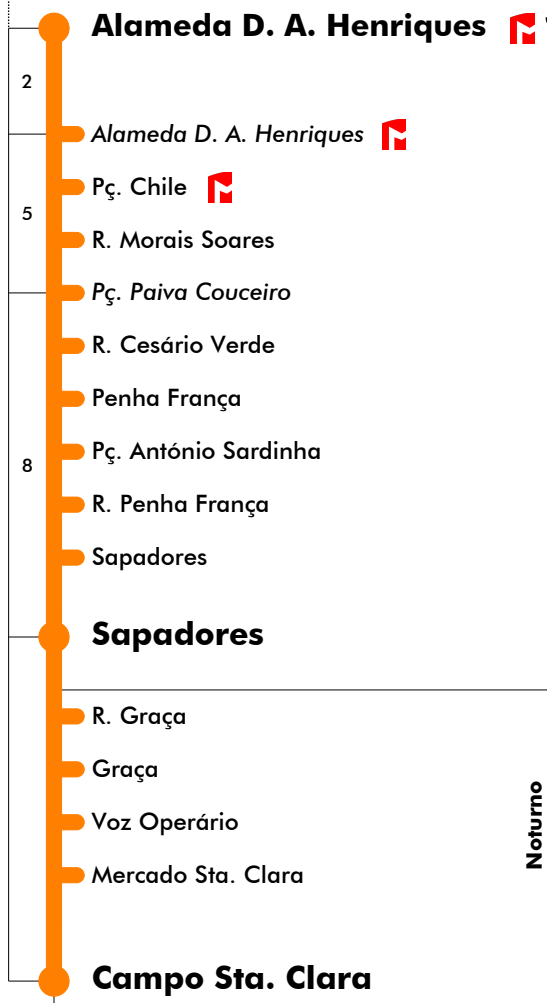 Alameda D. A. Henriques
2
Alameda D. A. Henriques
Pç. Chile
5
R. Morais Soares
Pç. Paiva Couceiro
R. Cesário Verde
Penha França
Pç. António Sardinha
8
R. Penha França
Sapadores
Sapadores
R. Graça
Graça
Voz Operário
Noturno
Mercado Sta. Clara
Campo Sta. Clara